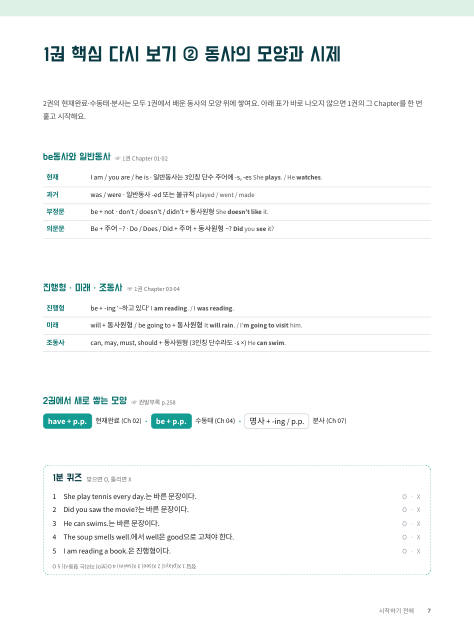 1권 핵심 다시 보기 ② 동사의 모양과 시제
2권의 현재완료·수동태·분사는 모두 1권에서 배운 동사의 모양 위에 쌓여요. 아래 표가 바로 나오지 않으면 1권의 그 Chapter를 한 번
훑고 시작해요.
be동사와 일반동사 ☞ 1권 Chapter 01-02
현재 I am / you are / he is · 일반동사는 3인칭 단수 주어에 -s, -es She plays. / He watches.
과거 was / were · 일반동사 -ed 또는 불규칙 played / went / made
부정문 be + not · don't / doesn't / didn't + 동사원형 She doesn't like it.
의문문 Be + 주어 ~? · Do / Does / Did + 주어 + 동사원형 ~? Did you see it?
진행형 · 미래 · 조동사 ☞ 1권 Chapter 03-04
진행형 be + -ing '~하고 있다' I am reading. / I was reading.
미래 will + 동사원형 / be going to + 동사원형 It will rain. / I'm going to visit him.
조동사 can, may, must, should + 동사원형 (3인칭 단수라도 -s ×) He can swim.
2권에서 새로 쌓는 모양 ☞ 권말부록 p.258
have + p.p. 현재완료 (Ch 02) · be + p.p. 수동태 (Ch 04) · 명사 + -ing / p.p. 분사 (Ch 07)
1분 퀴즈 맞으면 O, 틀리면 X
1 She play tennis every day.는 바른 문장이다. O · X
2 Did you saw the movie?는 바른 문장이다. O · X
3 He can swims.는 바른 문장이다. O · X
4 The soup smells well.에서 well은 good으로 고쳐야 한다. O · X
5 I am reading a book.은 진행형이다. O · X
시작하기 전에 7